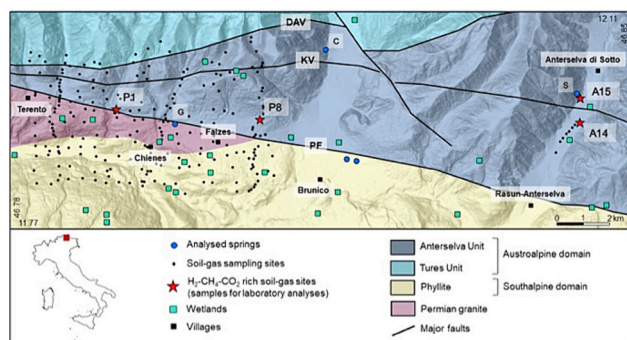 DAV
12.11
46.85
C
KV
Anterselva di Sotto
S
A15
P1
Terento
G
P8
A14
Falzes
PF
Chienes
Brunico
Rasun-Anterselva
46.78
11.77
0 1 2 km
Analysed springs
Soil-gas sampling sites
H₂-CH₄-CO₂ rich soil-gas sites
(samples for laboratory analyses)
Wetlands
Villages
Anterselva Unit
Tures Unit
Austroalpine domain
Phyllite
Southalpine domain
Permian granite
Major faults